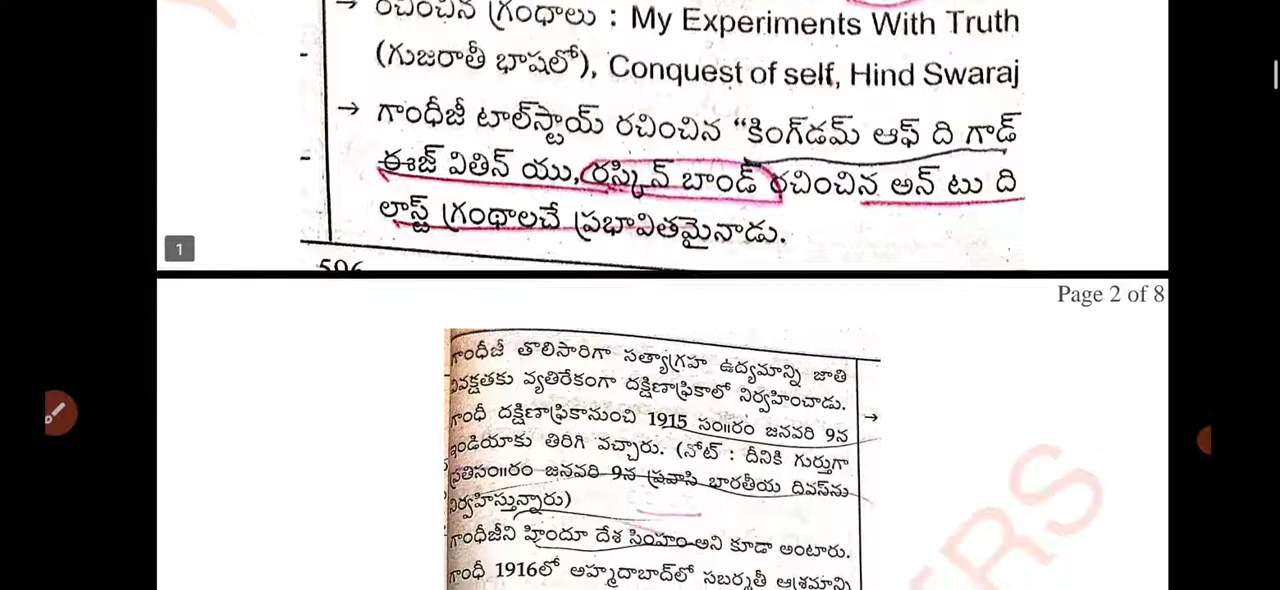 → రచించిన గ్రంథాలు : My Experiments With Truth
(గుజరాతీ భాషలో), Conquest of self, Hind Swaraj
→ గాంధీజీ టాల్‌స్టాయ్ రచించిన “కింగ్‌డమ్ ఆఫ్ ది గాడ్
ఈజ్ వితిన్ యు, రస్కిన్ బాండ్ రచించిన అన్ టు ది
లాస్ట్ గ్రంథాలచే ప్రభావితమైనాడు.
1
Page 2 of 8
గాంధీజీ తొలిసారిగా సత్యాగ్రహ ఉద్యమాన్ని జాతి
వివక్షతకు వ్యతిరేకంగా దక్షిణాఫ్రికాలో నిర్వహించాడు.
గాంధీ దక్షిణాఫ్రికానుంచి 1915 సం॥రం జనవరి 9న
ఇండియాకు తిరిగి వచ్చారు. (నోట్ : దీనికి గుర్తుగా
ప్రతిసం॥రం జనవరి 9న ప్రవాసి భారతీయ దివస్‌ను
నిర్వహిస్తున్నారు)
గాంధీజీని హిందూ దేశ సింహం అని కూడా అంటారు.
గాంధీ 1916లో అహ్మదాబాద్‌లో సబర్మతీ ఆశ్రమాన్ని